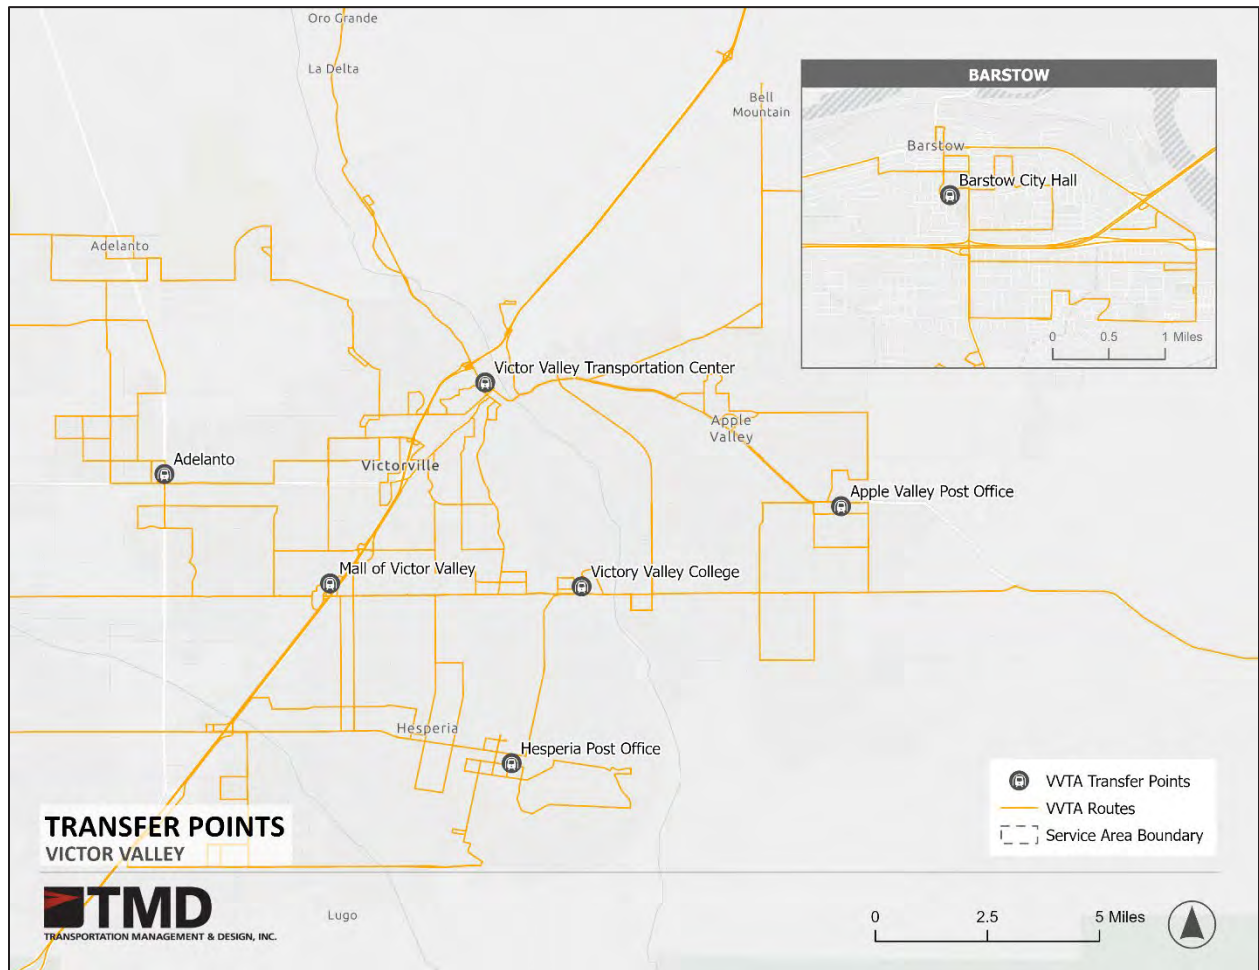 Oro Grande
La Delta
Bell
Mountain
BARSTOW
Barstow
Barstow City Hall
0 0.5 1 Miles
Adelanto
Victor Valley Transportation Center
Apple
Valley
Adelanto
Victorville
Apple Valley Post Office
Mall of Victor Valley
Victory Valley College
Hesperia
Hesperia Post Office
VVTA Transfer Points
VVTA Routes
Service Area Boundary
TRANSFER POINTS
VICTOR VALLEY
TMD
TRANSPORTATION MANAGEMENT & DESIGN, INC.
Lugo
0 2.5 5 Miles